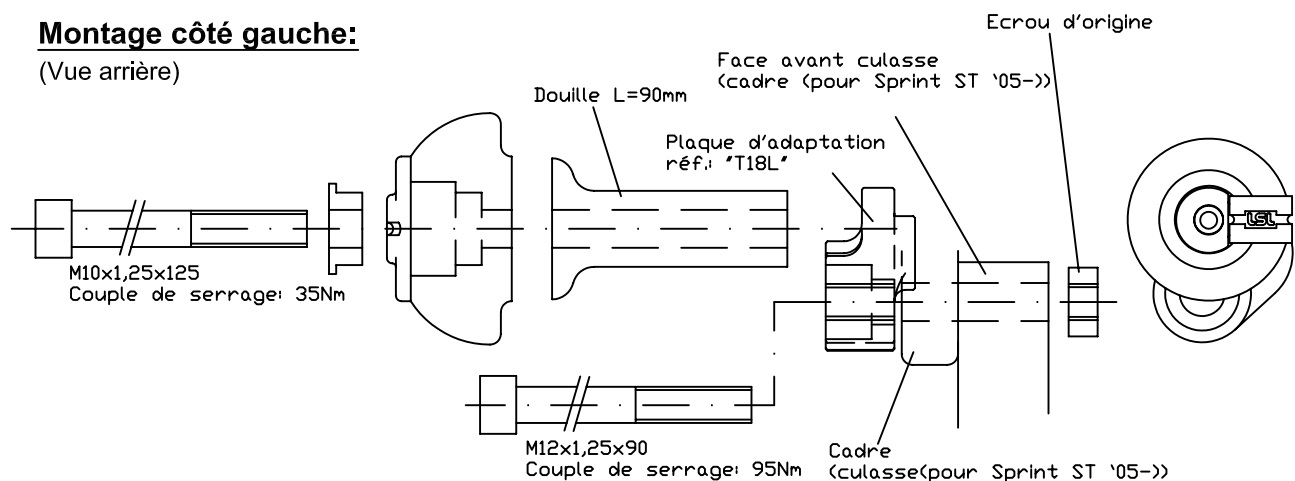 Montage côté gauche:
(Vue arrière)
Ecrou d'origine
Face avant culasse
(cadre (pour Sprint ST '05-))
Douille L=90mm
Plaque d'adaptation
réf.: "T18L"
LSL
M10x1,25x125
Couple de serrage: 35Nm
M12x1,25x90
Couple de serrage: 95Nm
Cadre
(culasse(pour Sprint ST '05-))